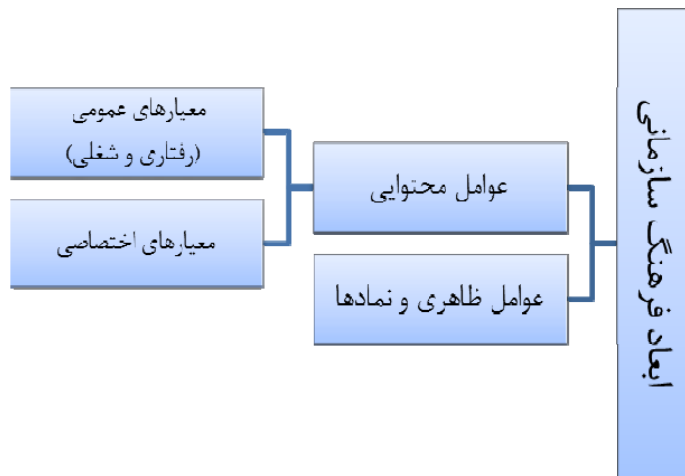 ابعاد فرهنگ سازمانی
عوامل محتوایی
معیارهای عمومی
(رفتاری و شغلی)
معیارهای اختصاصی
عوامل ظاهری و نمادها